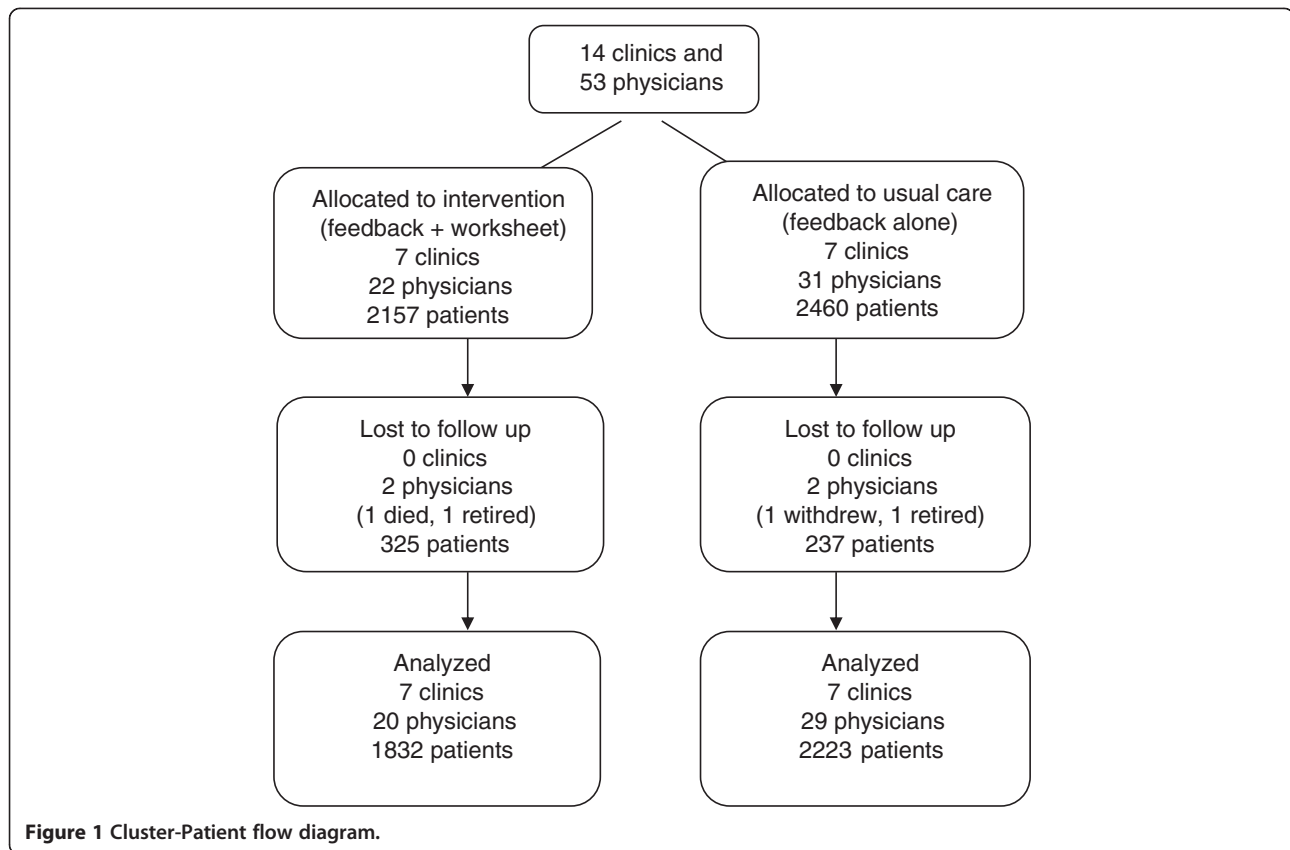 14 clinics and
53 physicians
Allocated to intervention
(feedback + worksheet)
7 clinics
22 physicians
2157 patients
Allocated to usual care
(feedback alone)
7 clinics
31 physicians
2460 patients
Lost to follow up
0 clinics
2 physicians
(1 died, 1 retired)
325 patients
Lost to follow up
0 clinics
2 physicians
(1 withdrew, 1 retired)
237 patients
Analyzed
7 clinics
20 physicians
1832 patients
Analyzed
7 clinics
29 physicians
2223 patients
Figure 1 Cluster-Patient flow diagram.